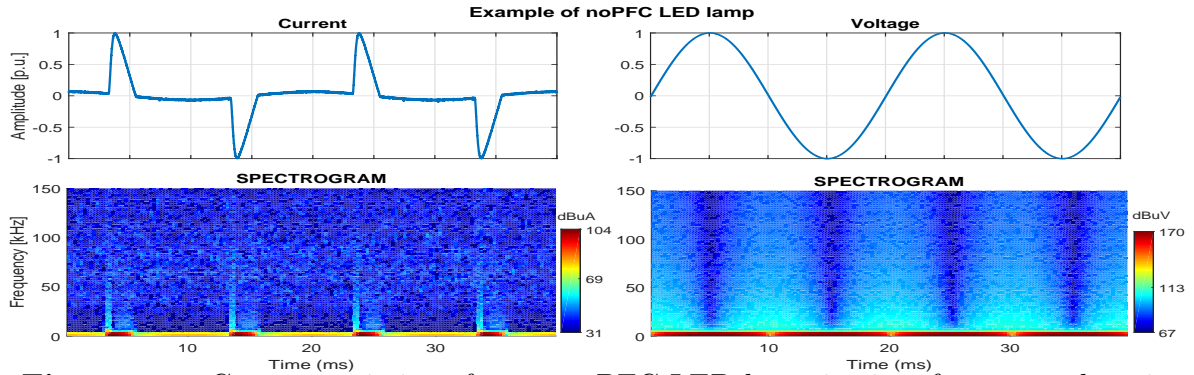 Example of noPFC LED lamp
Current
Voltage
Amplitude [p.u.]
1
0.5
0
-0.5
-1
1
0.5
0
-0.5
-1
SPECTROGRAM
SPECTROGRAM
Frequency [kHz]
150
100
50
0
10
20
30
Time (ms)
dBuA
104
69
31
150
100
50
0
10
20
30
Time (ms)
dBuV
170
113
67